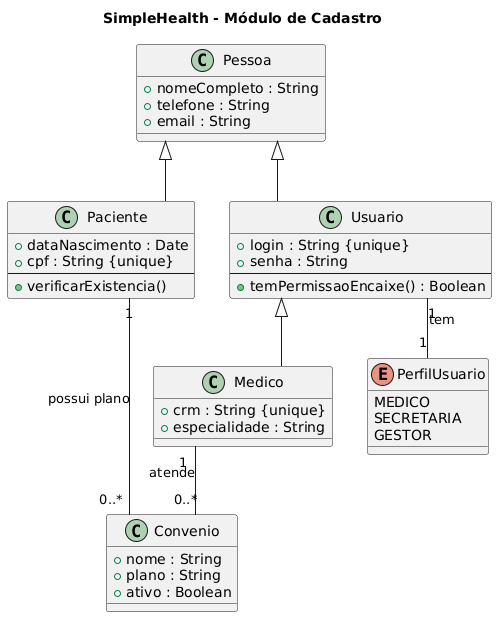 SimpleHealth - Módulo de Cadastro
C Pessoa
nomeCompleto : String
telefone : String
email : String
C Paciente
dataNascimento : Date
cpf : String {unique}
verificarExistencia()
C Usuario
login : String {unique}
senha : String
temPermissaoEncaixe() : Boolean
1
1
tem
1
possui plano
C Medico
crm : String {unique}
especialidade : String
E PerfilUsuario
MEDICO
SECRETARIA
GESTOR
1
atende
0..*
0..*
C Convenio
nome : String
plano : String
ativo : Boolean